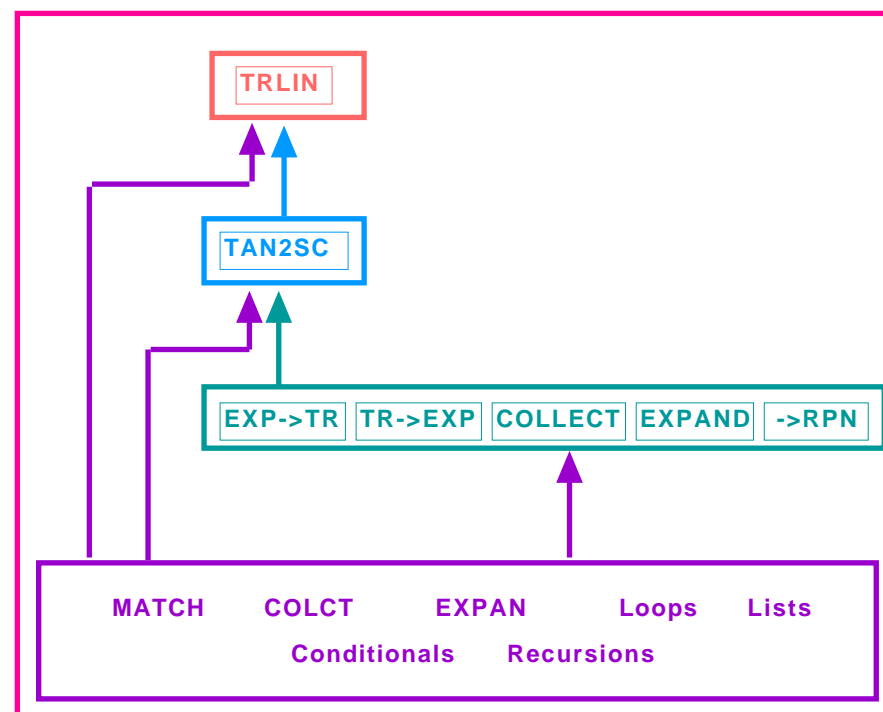 TRLIN
TAN2SC
EXP->TR TR->EXP COLLECT EXPAND ->RPN
MATCH COLCT EXPAN Loops Lists
Conditionals Recursions